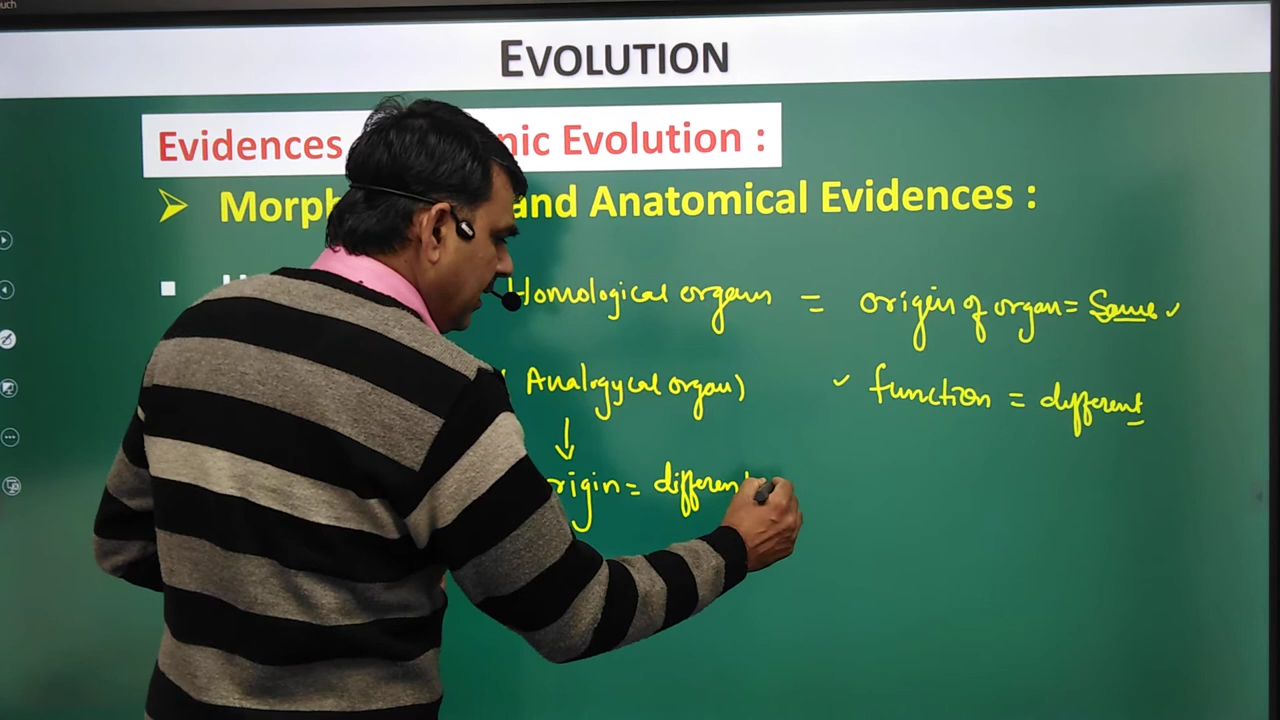 EVOLUTION
Evidences nic Evolution :
Morph and Anatomical Evidences :
Homological organs = origin of organ = Same ✓
Analogycal organ) ✓ function = different
↓
rigin = different